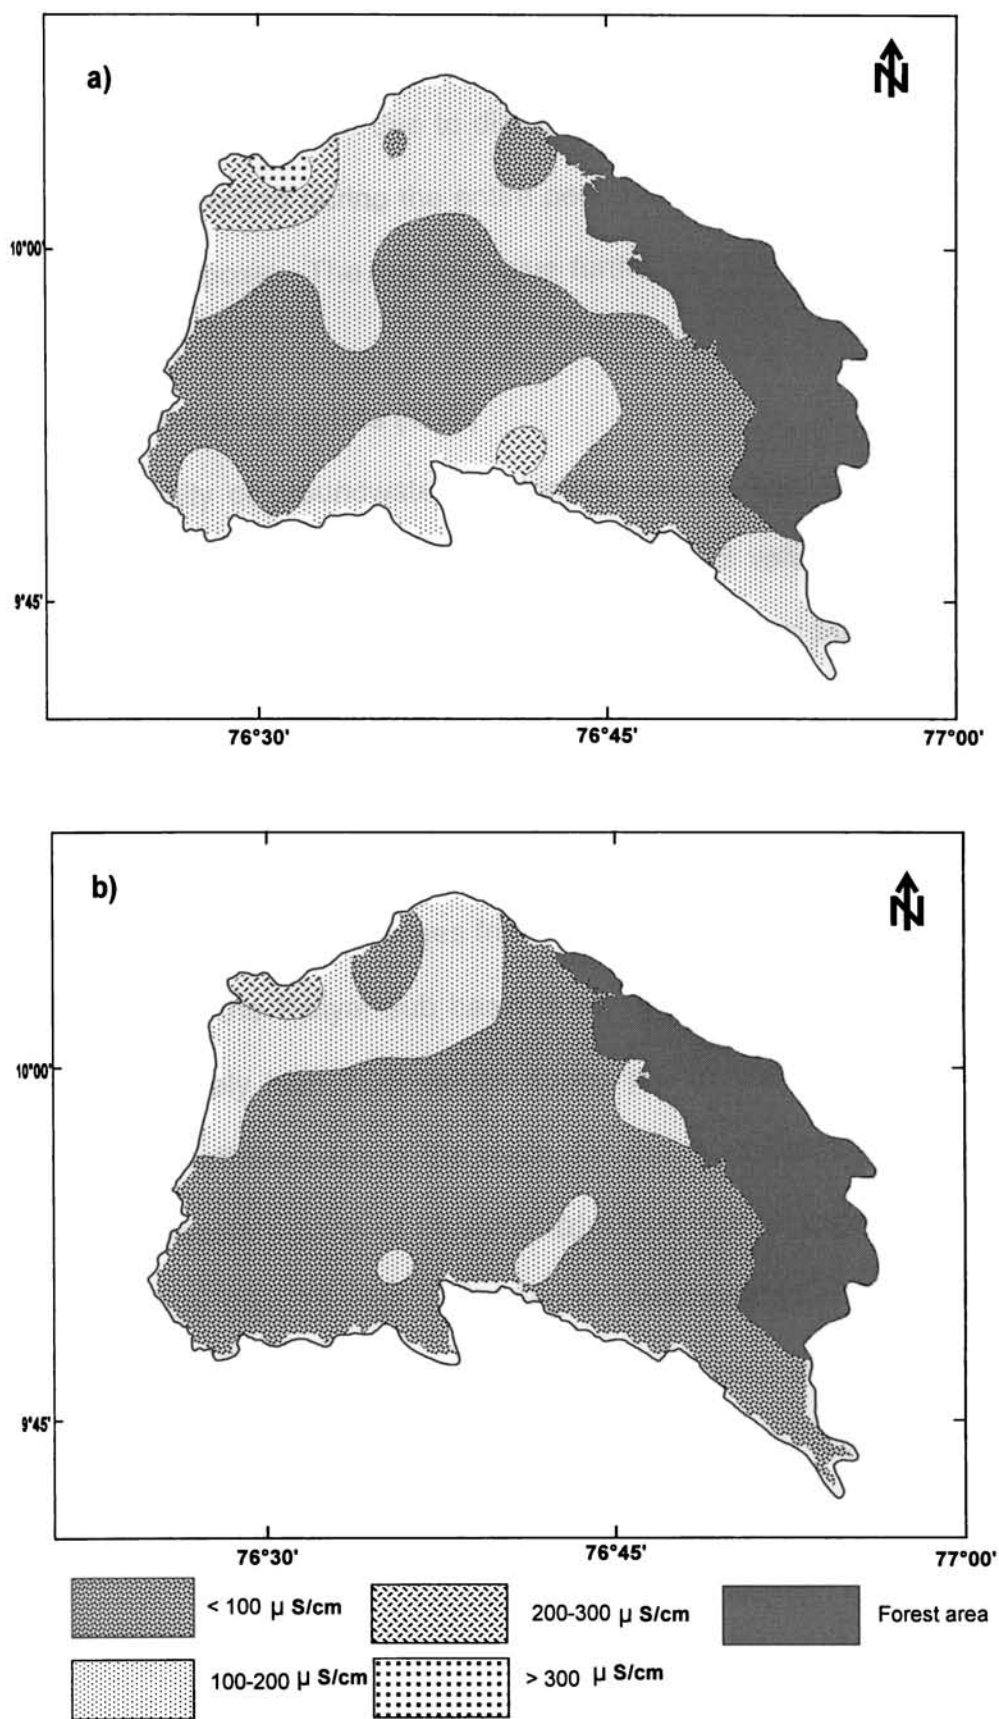 a)
N
10°00'
9°45'
76°30'
76°45'
77°00'
b)
N
10°00'
9°45'
76°30'
76°45'
77°00'
< 100 μ S/cm
200-300 μ S/cm
Forest area
100-200 μ S/cm
> 300 μ S/cm